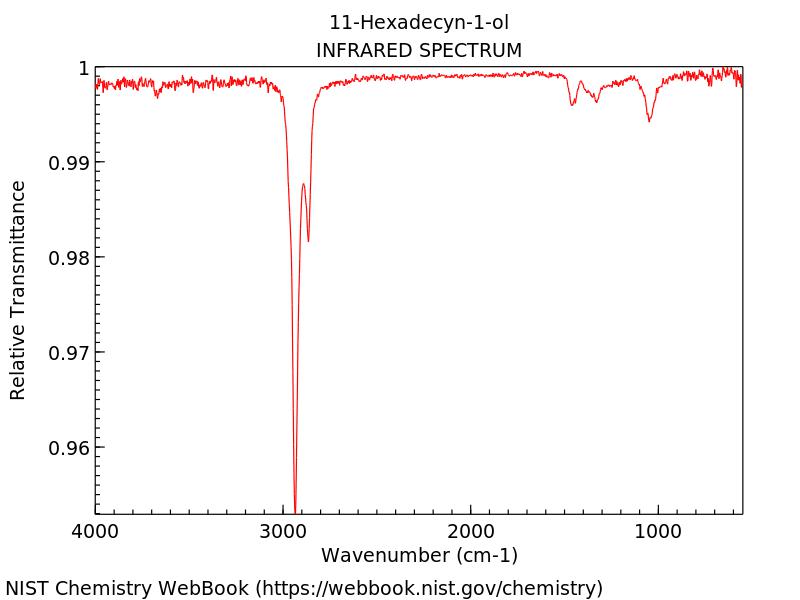 11-Hexadecyn-1-ol
INFRARED SPECTRUM
1
0.99
0.98
0.97
0.96
Relative Transmittance
4000 3000 2000 1000
Wavenumber (cm-1)
NIST Chemistry WebBook (https://webbook.nist.gov/chemistry)